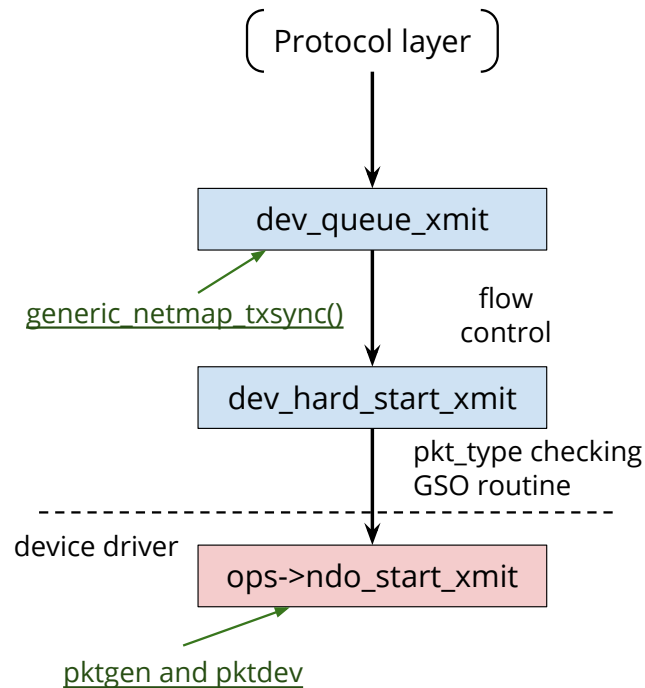 Protocol layer
dev_queue_xmit
generic_netmap_txsync()
flow
control
dev_hard_start_xmit
pkt_type checking
GSO routine
device driver
ops->ndo_start_xmit
pktgen and pktdev